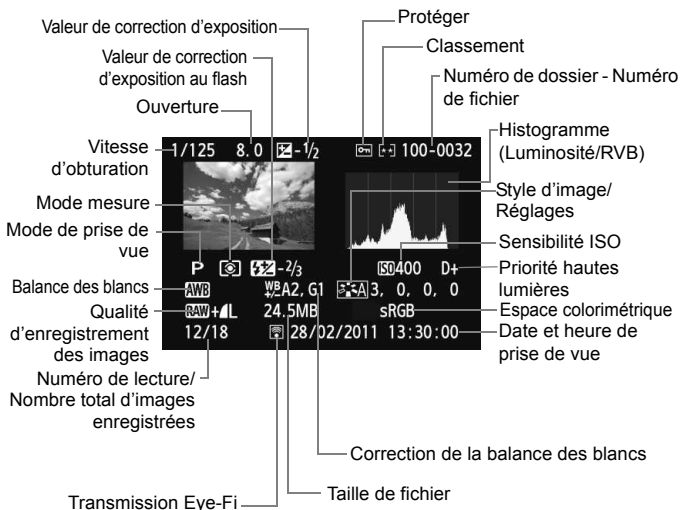 Valeur de correction d'exposition
Valeur de correction
d'exposition au flash
Ouverture
Vitesse
d'obturation
Mode mesure
Mode de prise de
vue
Balance des blancs
Qualité
d'enregistrement
des images
Numéro de lecture/
Nombre total d'images
enregistrées
Transmission Eye-Fi
Protéger
Classement
Numéro de dossier - Numéro
de fichier
Histogramme
(Luminosité/RVB)
Style d'image/
Réglages
Sensibilité ISO
Priorité hautes
lumières
Espace colorimétrique
Date et heure de
prise de vue
Correction de la balance des blancs
Taille de fichier
1/125 8.0 -1/2 100-0032
P -2/3 ISO400 D+
AWB WB A2, G1 A 3, 0, 0, 0
RAW+L 24.5MB sRGB
12/18 28/02/2011 13:30:00